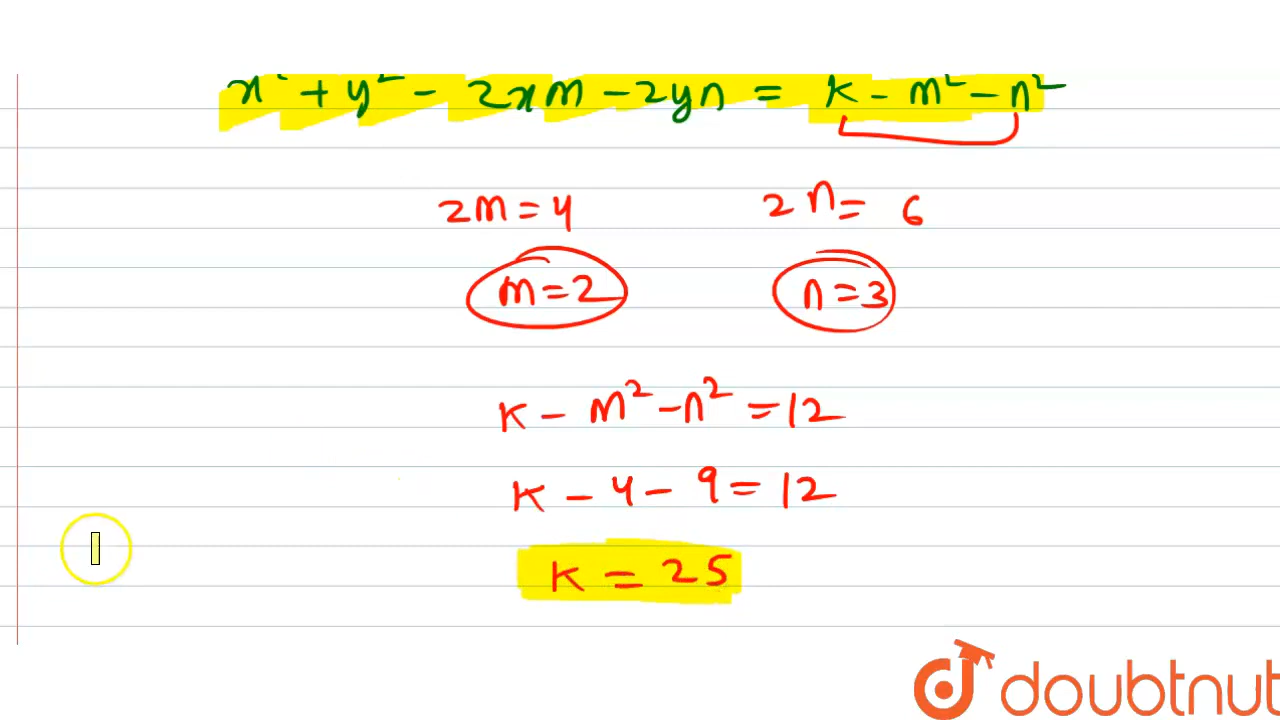 x² + y² - 2xm - 2yn = k - m² - n²
2m = 4 2n = 6
m = 2 n = 3
k - m² - n² = 12
k - 4 - 9 = 12
k = 25
doubtnut